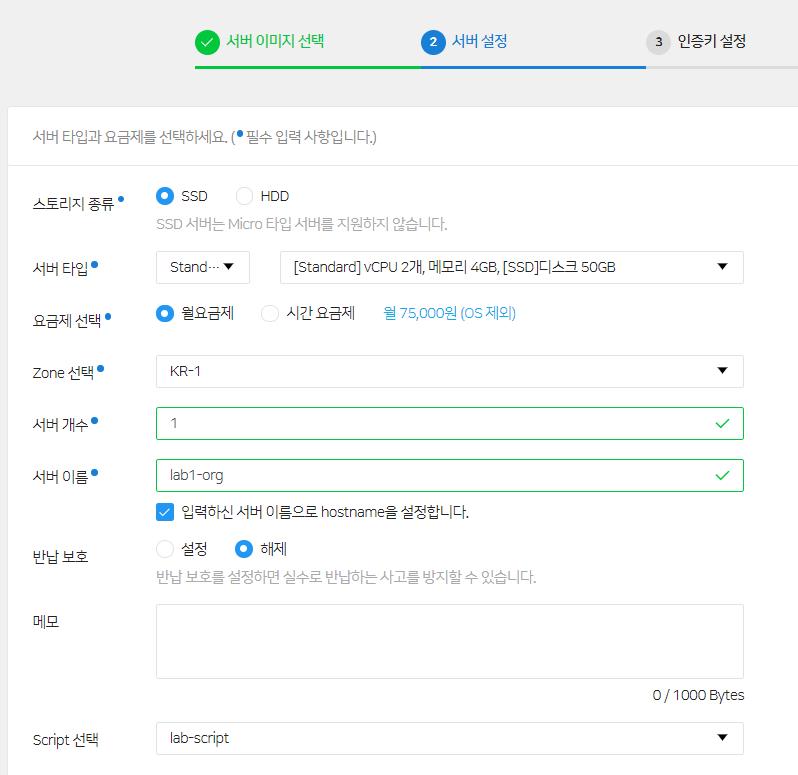 서버 이미지 선택
2 서버 설정
3 인증키 설정
서버 타입과 요금제를 선택하세요. (• 필수 입력 사항입니다.)
스토리지 종류• SSD HDD
SSD 서버는 Micro 타입 서버를 지원하지 않습니다.
서버 타입• Stand··· [Standard] vCPU 2개, 메모리 4GB, [SSD]디스크 50GB
요금제 선택• 월요금제 시간 요금제 월 75,000원 (OS 제외)
Zone 선택• KR-1
서버 개수• 1
서버 이름• lab1-org
입력하신 서버 이름으로 hostname을 설정합니다.
반납 보호 설정 해제
반납 보호를 설정하면 실수로 반납하는 사고를 방지할 수 있습니다.
메모
0 / 1000 Bytes
Script 선택 lab-script